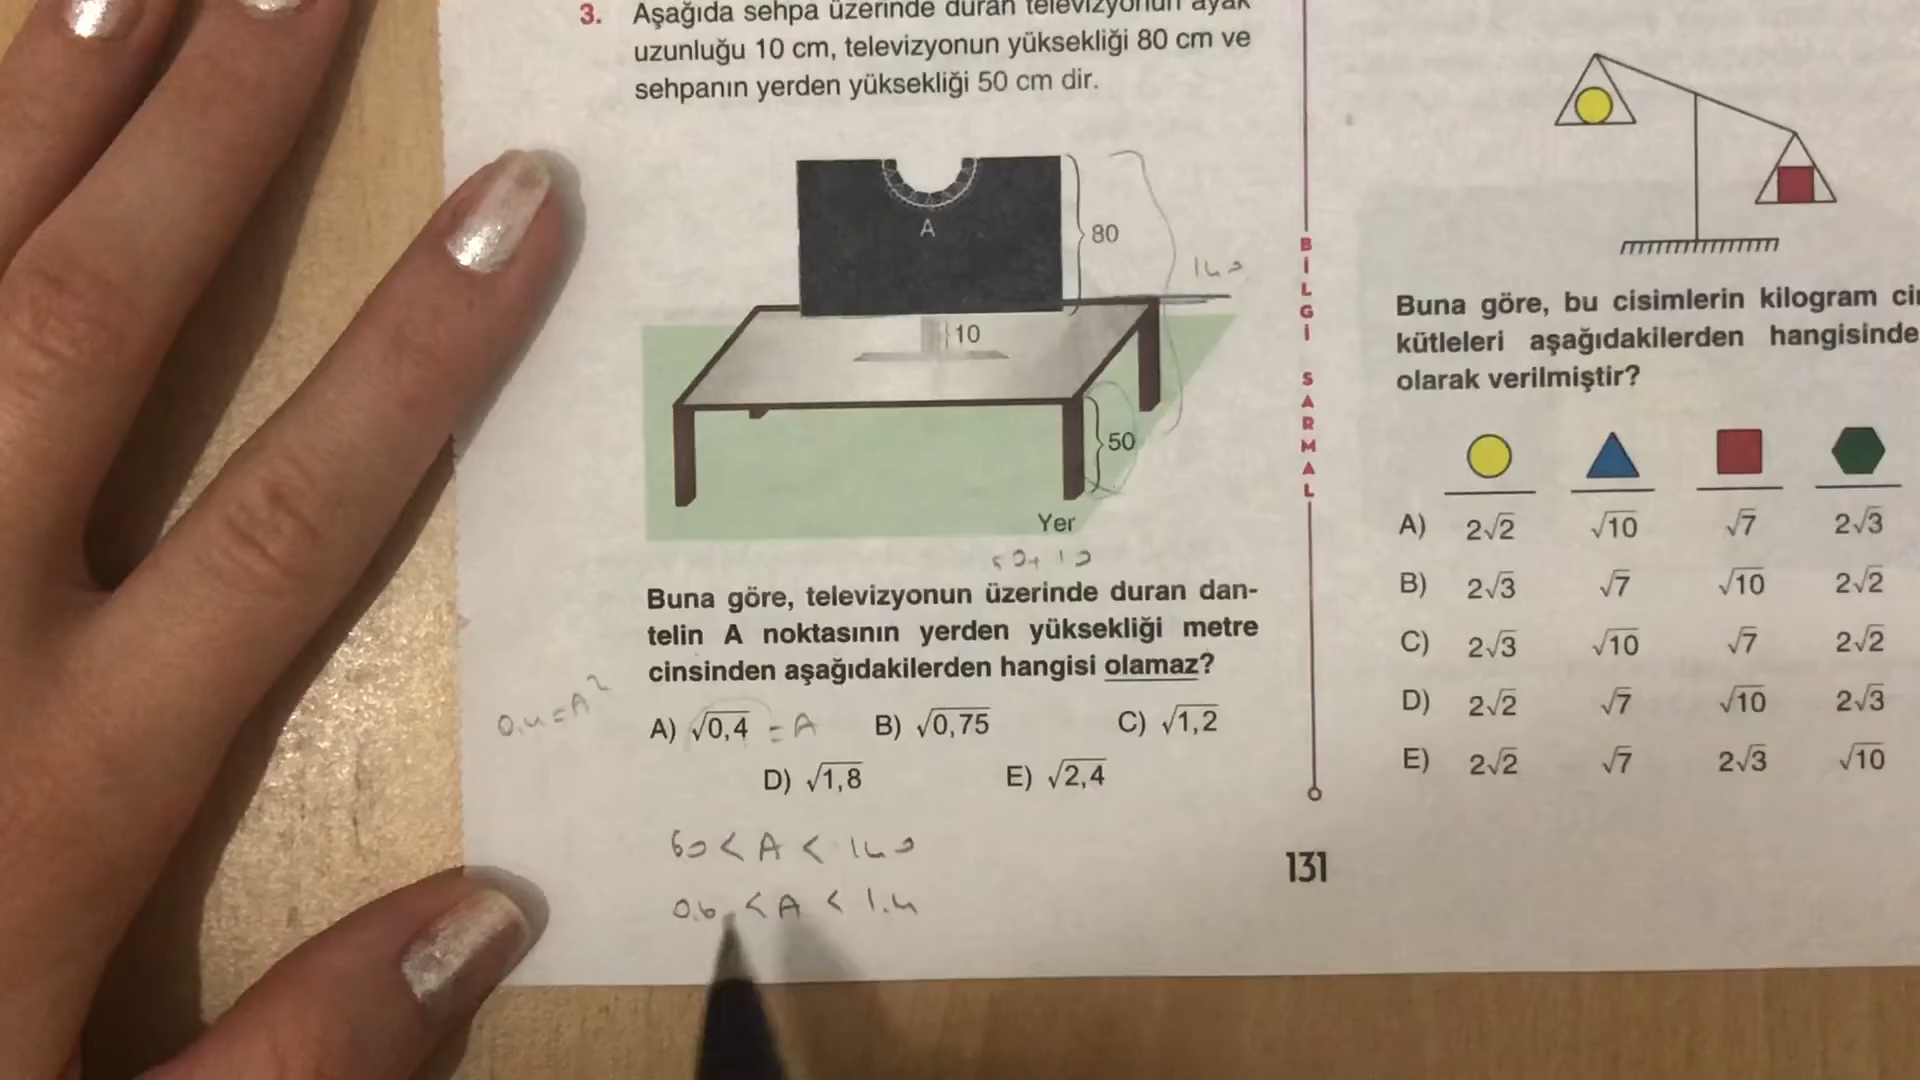 3. Aşağıda sehpa üzerinde duran televizyonun ayak
uzunluğu 10 cm, televizyonun yüksekliği 80 cm ve
sehpanın yerden yüksekliği 50 cm dir.
A
80
140
10
50
Yer
50+10
Buna göre, televizyonun üzerinde duran dan-
telin A noktasının yerden yüksekliği metre
cinsinden aşağıdakilerden hangisi olamaz?
0.4=A²
A) √0,4 = A B) √0,75 C) √1,2
D) √1,8 E) √2,4
60 < A < 140
0.6 < A < 1.4
BİLGİ SARMAL
131
Buna göre, bu cisimlerin kilogram
kütleleri aşağıdakilerden hangisinde
olarak verilmiştir?
A) 2√2 √10 √7 2√3
B) 2√3 √7 √10 2√2
C) 2√3 √10 √7 2√2
D) 2√2 √7 √10 2√3
E) 2√2 √7 2√3 √10